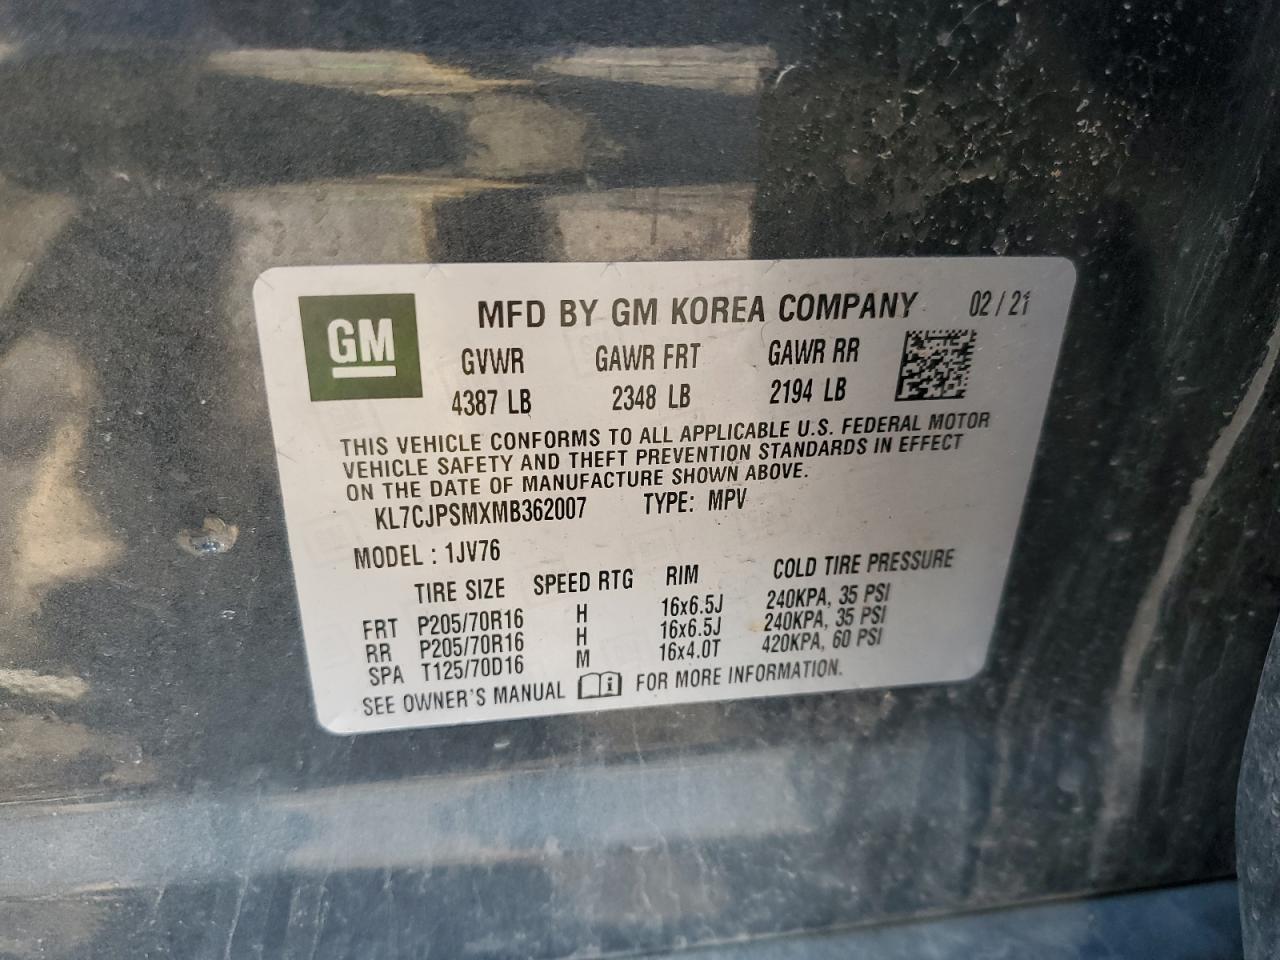 GM
MFD BY GM KOREA COMPANY 02 / 21
GVWR GAWR FRT GAWR RR
4387 LB 2348 LB 2194 LB
THIS VEHICLE CONFORMS TO ALL APPLICABLE U.S. FEDERAL MOTOR
VEHICLE SAFETY AND THEFT PREVENTION STANDARDS IN EFFECT
ON THE DATE OF MANUFACTURE SHOWN ABOVE.
KL7CJPSMXMB362007 TYPE: MPV
MODEL : 1JV76
TIRE SIZE SPEED RTG RIM COLD TIRE PRESSURE
FRT P205/70R16 H 16x6.5J 240KPA, 35 PSI
RR P205/70R16 H 16x6.5J 240KPA, 35 PSI
SPA T125/70D16 M 16x4.0T 420KPA, 60 PSI
SEE OWNER'S MANUAL i FOR MORE INFORMATION.